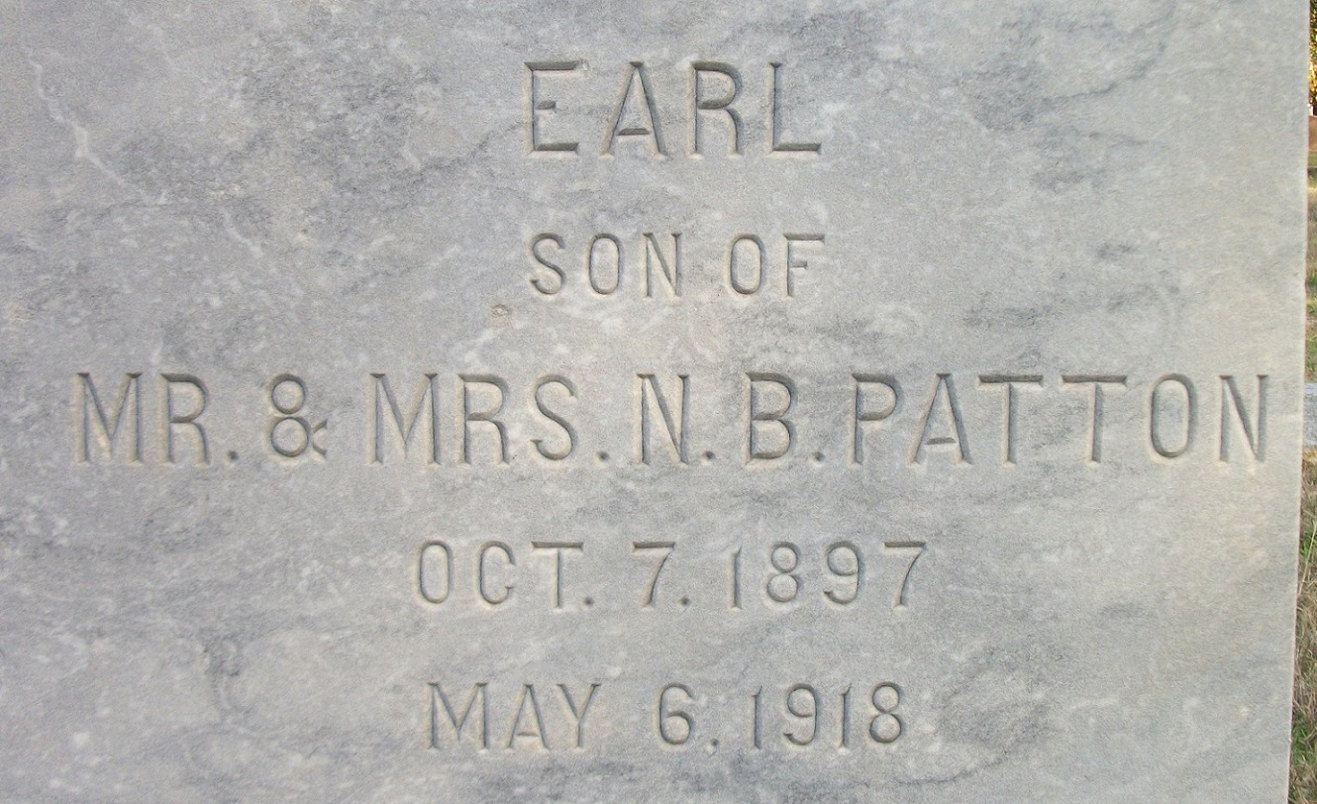 EARL
SON OF
MR. & MRS. N. B. PATTON
OCT. 7. 1897
MAY 6, 1918